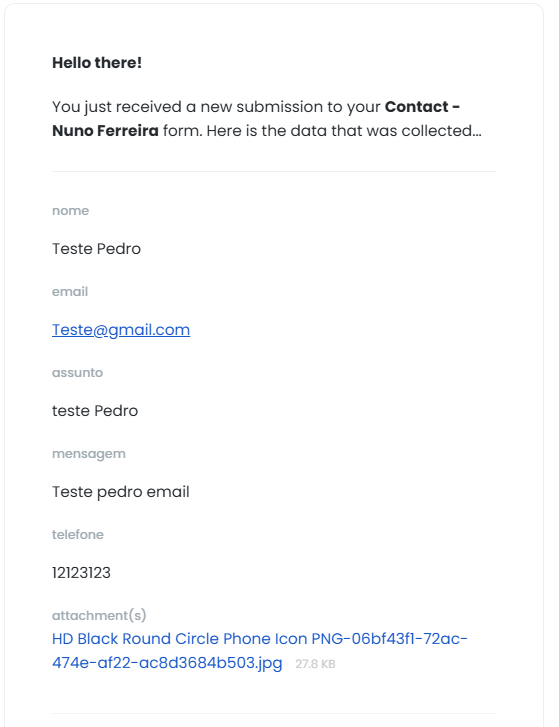 Hello there!
You just received a new submission to your Contact -
Nuno Ferreira form. Here is the data that was collected...
nome
Teste Pedro
email
Teste@gmail.com
assunto
teste Pedro
mensagem
Teste pedro email
telefone
12123123
attachment(s)
HD Black Round Circle Phone Icon PNG-06bf43f1-72ac-
474e-af22-ac8d3684b503.jpg 27.8 KB